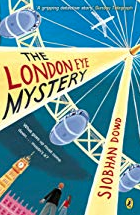 'A gripping detective story' Sunday Telegraph
THE
LONDON EYE
MYSTERY
SIOBHAN DOWD